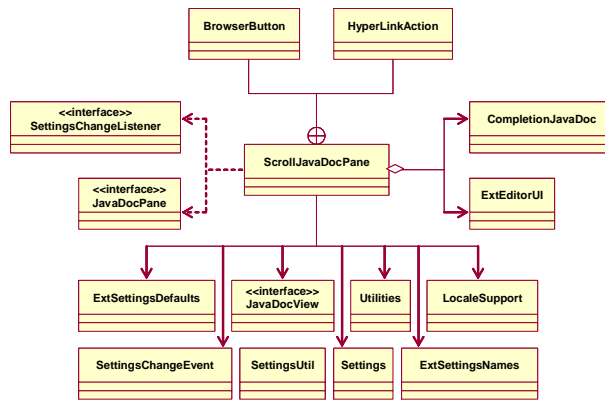 BrowserButton
HyperLinkAction
<<interface>>
SettingsChangeListener
CompletionJavaDoc
ScrollJavaDocPane
<<interface>>
JavaDocPane
ExtEditorUI
ExtSettingsDefaults
<<interface>>
JavaDocView
Utilities
LocaleSupport
SettingsChangeEvent
SettingsUtil
Settings
ExtSettingsNames